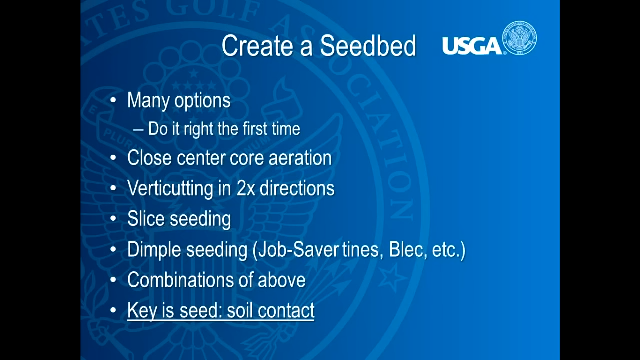 Create a Seedbed
USGA
• Many options
– Do it right the first time
• Close center core aeration
• Verticutting in 2x directions
• Slice seeding
• Dimple seeding (Job-Saver tines, Blec, etc.)
• Combinations of above
• Key is seed: soil contact